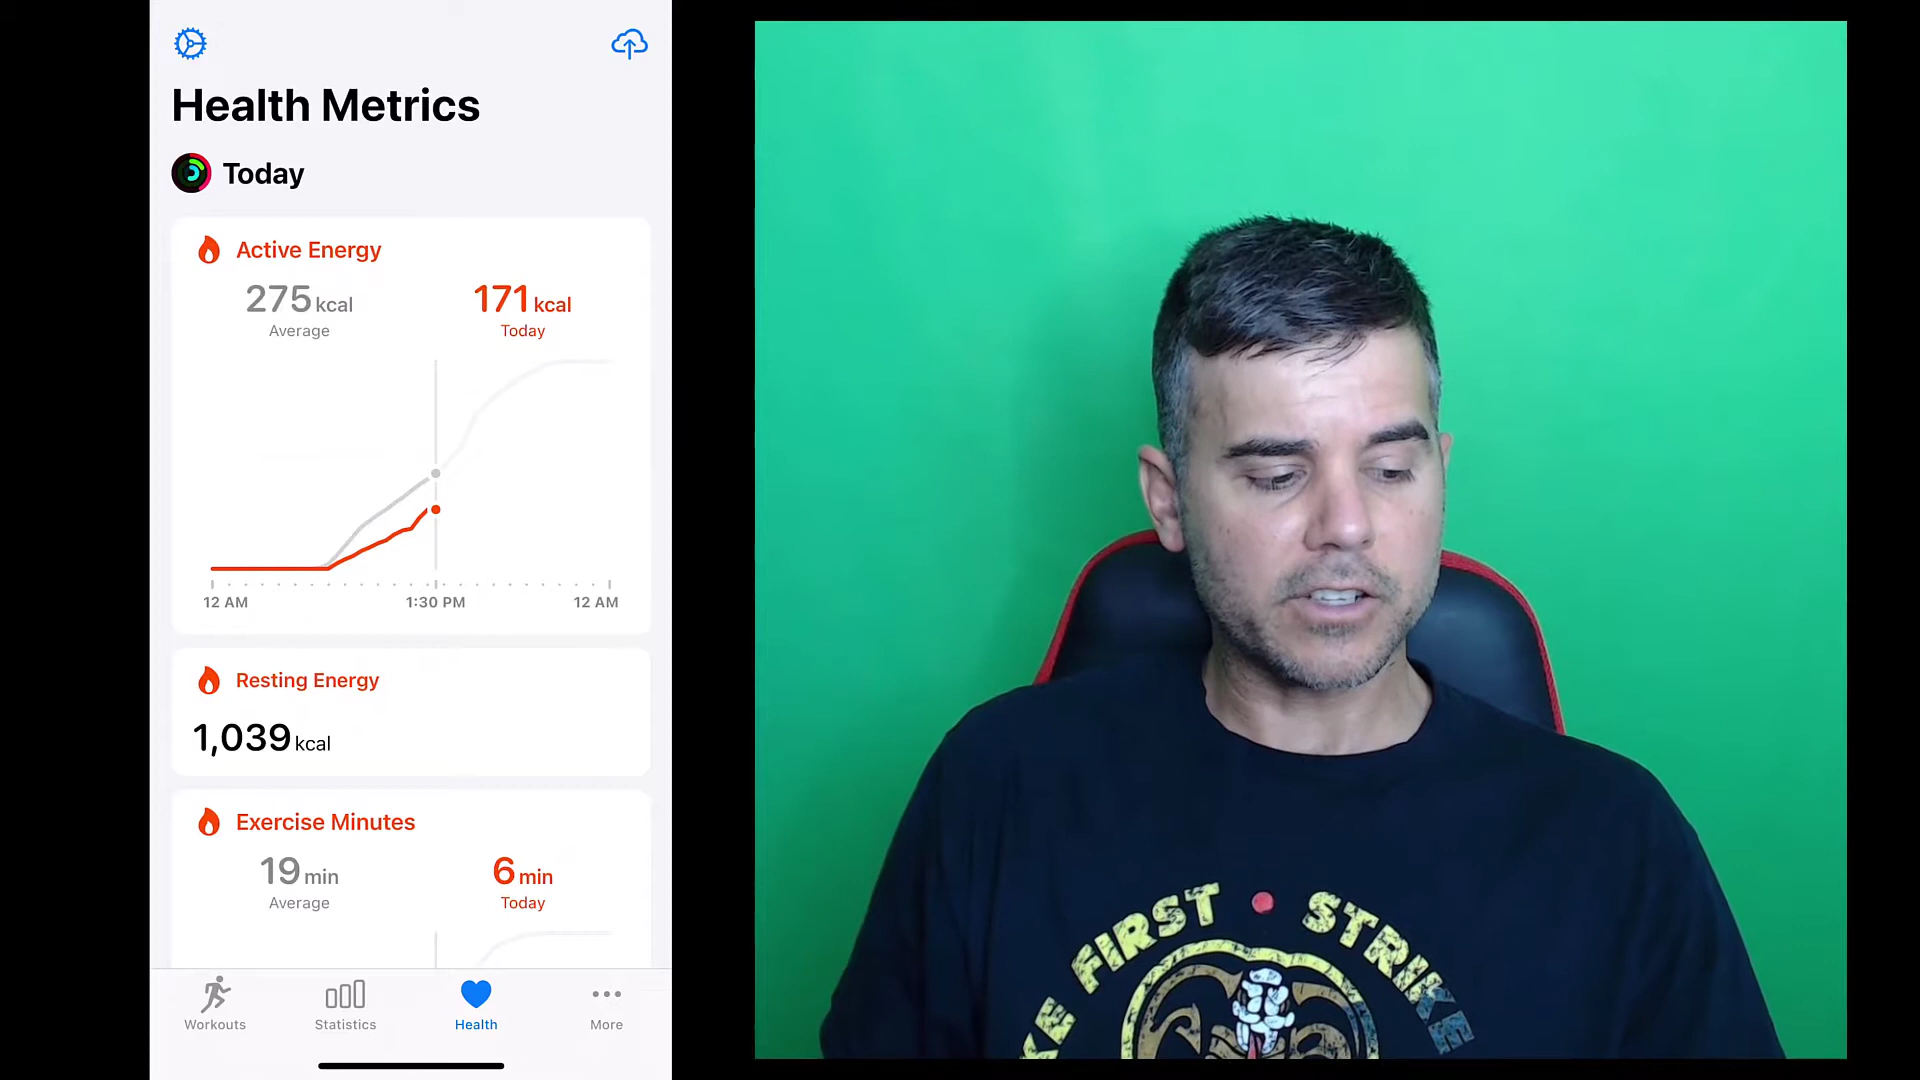 Health Metrics
Today
Active Energy
275 kcal
Average
171 kcal
Today
12 AM
1:30 PM
12 AM
Resting Energy
1,039 kcal
Exercise Minutes
19 min
Average
6 min
Today
Workouts
Statistics
Health
More
KE FIRST • STRIKE